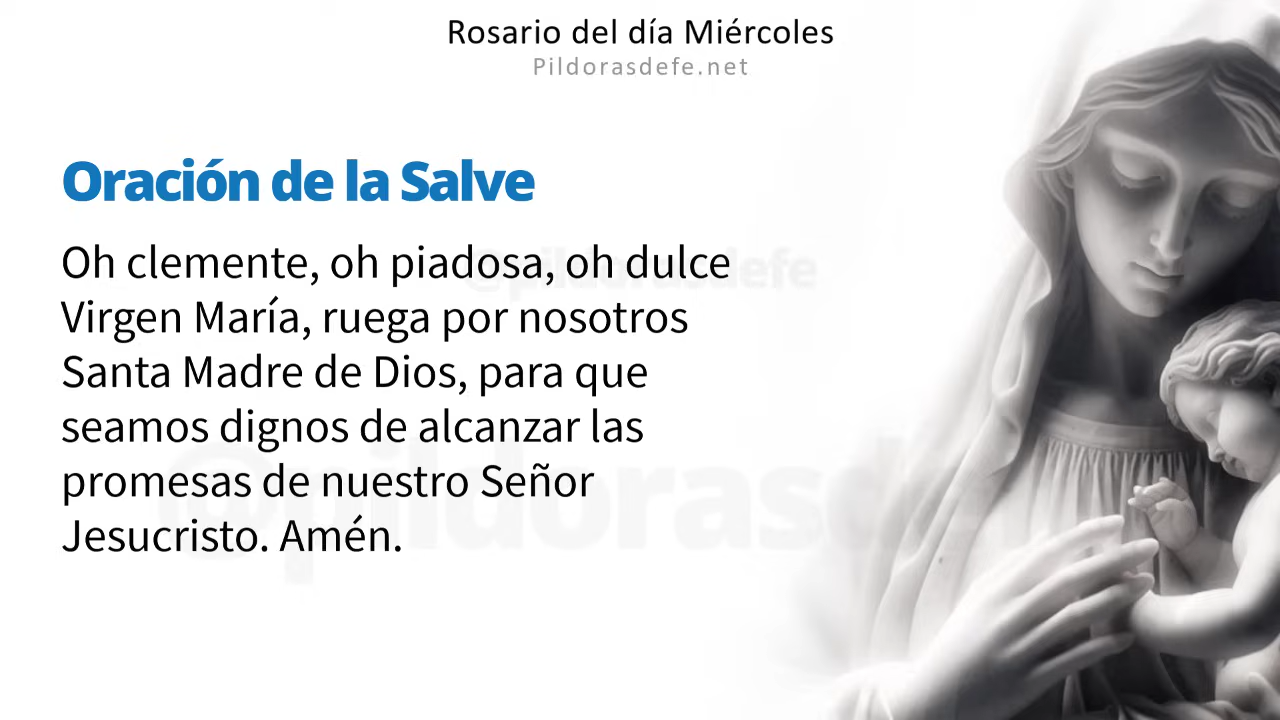 Rosario del día Miércoles
Pildorasdefe.net
Oración de la Salve
Oh clemente, oh piadosa, oh dulce
Virgen María, ruega por nosotros
Santa Madre de Dios, para que
seamos dignos de alcanzar las
promesas de nuestro Señor
Jesucristo. Amén.
@pildorasdefe